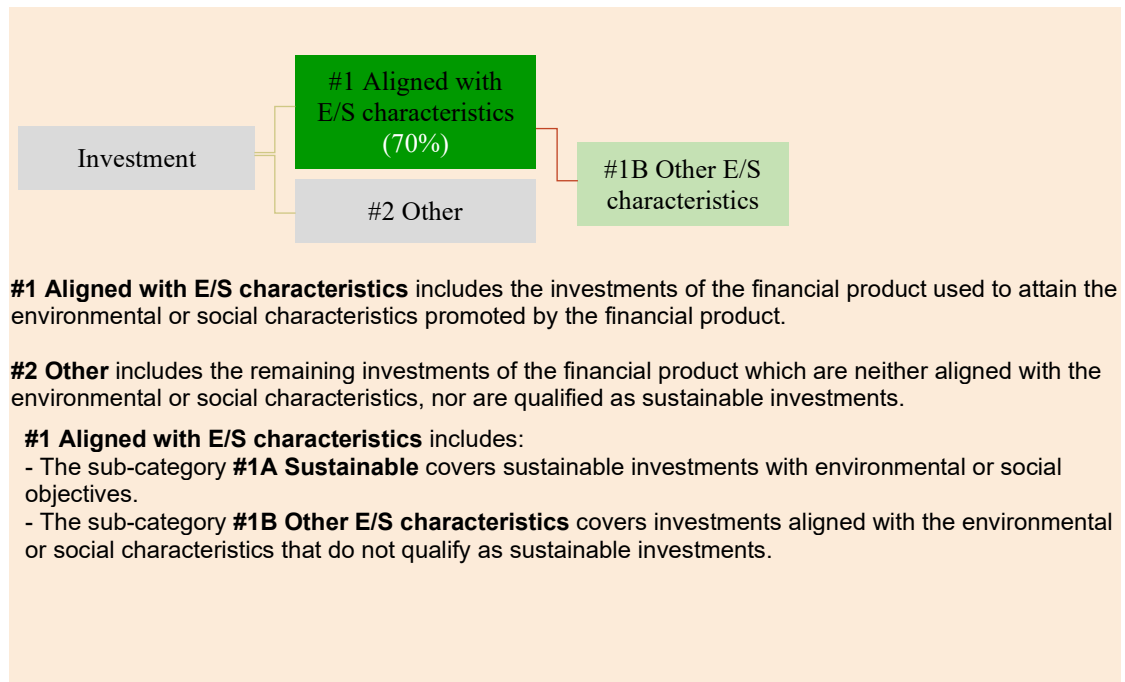 #1 Aligned with
E/S characteristics
(70%)
Investment
#1B Other E/S
characteristics
#2 Other
#1 Aligned with E/S characteristics includes the investments of the financial product used to attain the
environmental or social characteristics promoted by the financial product.
#2 Other includes the remaining investments of the financial product which are neither aligned with the
environmental or social characteristics, nor are qualified as sustainable investments.
#1 Aligned with E/S characteristics includes:
- The sub-category #1A Sustainable covers sustainable investments with environmental or social
objectives.
- The sub-category #1B Other E/S characteristics covers investments aligned with the environmental
or social characteristics that do not qualify as sustainable investments.